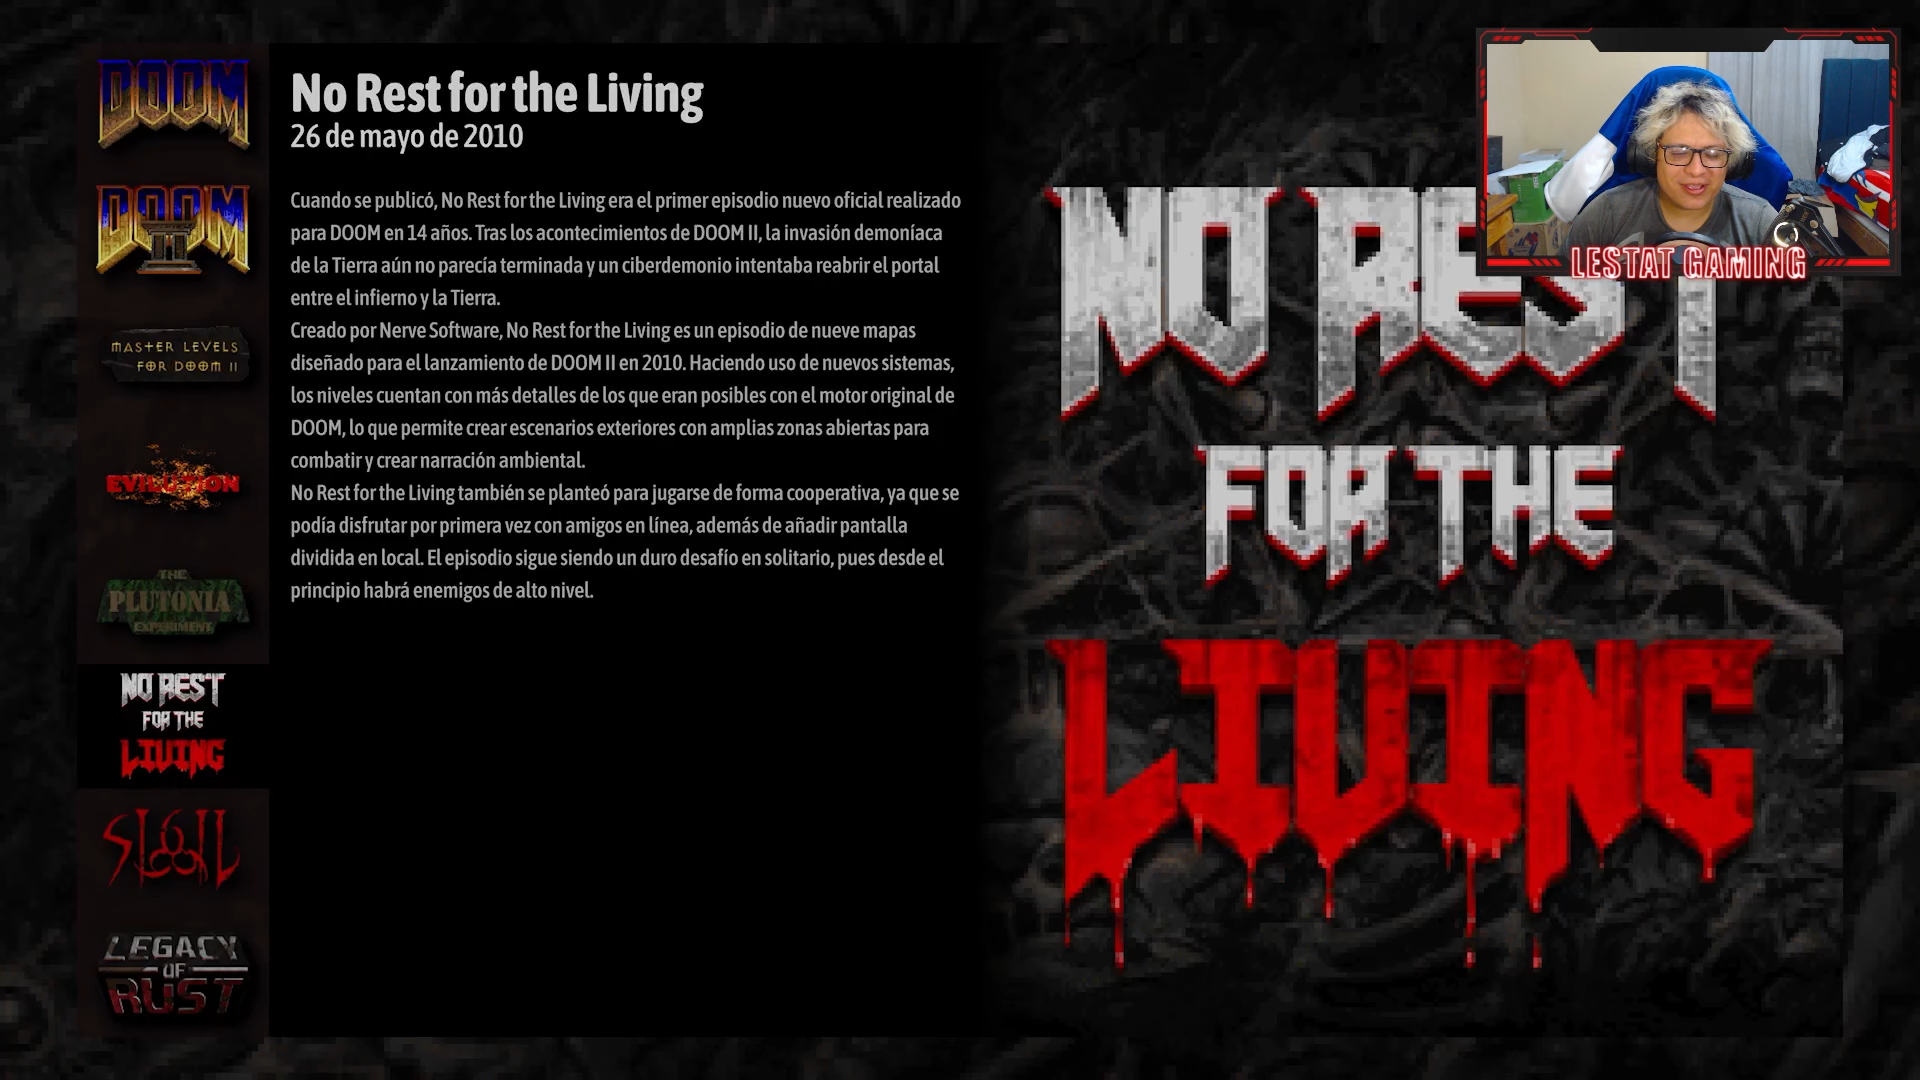 DOOM
DOOM
II
MASTER LEVELS
FOR DOOM II
EVILUTION
THE
PLUTONIA
EXPERIMENT
NO REST
FOR THE
LIVING
SIGIL
LEGACY
OF
RUST
No Rest for the Living
26 de mayo de 2010
Cuando se publicó, No Rest for the Living era el primer episodio nuevo oficial realizado
para DOOM en 14 años. Tras los acontecimientos de DOOM II, la invasión demoníaca
de la Tierra aún no parecía terminada y un ciberdemonio intentaba reabrir el portal
entre el infierno y la Tierra.
Creado por Nerve Software, No Rest for the Living es un episodio de nueve mapas
diseñado para el lanzamiento de DOOM II en 2010. Haciendo uso de nuevos sistemas,
los niveles cuentan con más detalles de los que eran posibles con el motor original de
DOOM, lo que permite crear escenarios exteriores con amplias zonas abiertas para
combatir y crear narración ambiental.
No Rest for the Living también se planteó para jugarse de forma cooperativa, ya que se
podía disfrutar por primera vez con amigos en línea, además de añadir pantalla
dividida en local. El episodio sigue siendo un duro desafío en solitario, pues desde el
principio habrá enemigos de alto nivel.
NO REST
FOR THE
LIVING
LESTAT GAMING